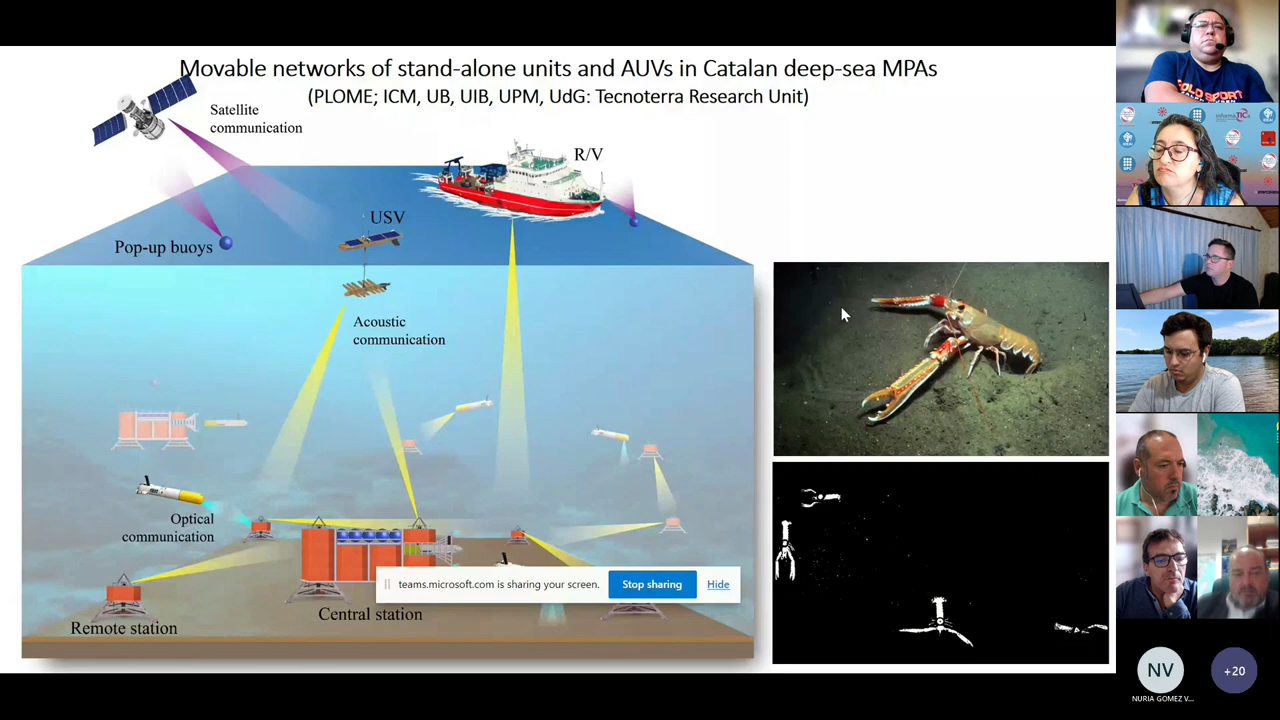 Movable networks of stand-alone units and AUVs in Catalan deep-sea MPAs
(PLOME; ICM, UB, UIB, UPM, UdG: Tecnoterra Research Unit)
Satellite
communication
R/V
USV
Pop-up buoys
Acoustic
communication
Optical
communication
teams.microsoft.com is sharing your screen.
Stop sharing
Hide
Central station
Remote station
NV
+20
NURIA GOMEZ V...